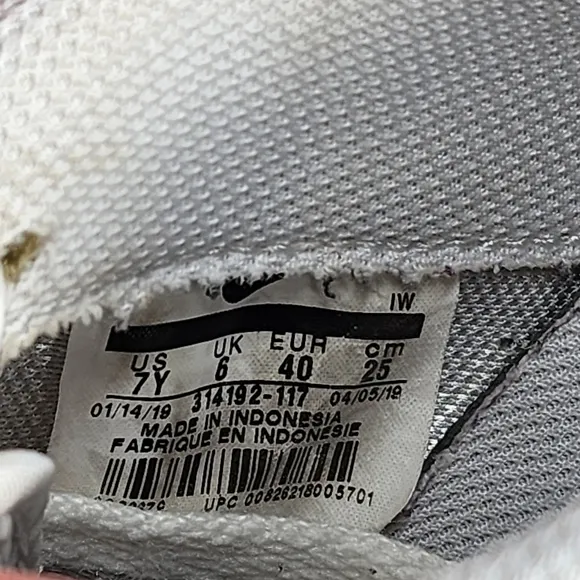 IW
US UK EUR cm
7Y 6 40 25
01/14/19 314192-117 04/05/19
MADE IN INDONESIA
FABRIQUE EN INDONESIE
UPC 00826218005701